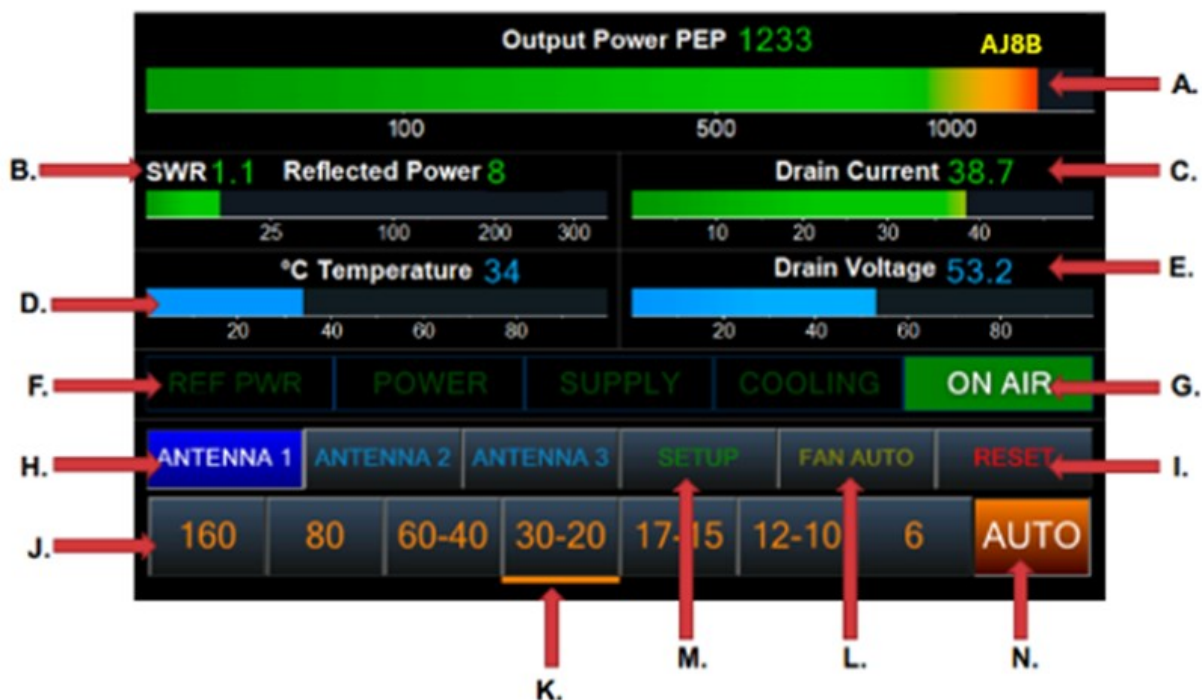 Output Power PEP 1233 AJ8B
A.
100 500 1000
B. SWR 1.1 Reflected Power 8 Drain Current 38.7 C.
25 100 200 300 10 20 30 40
°C Temperature 34 Drain Voltage 53.2 E.
D.
20 40 60 80 20 40 60 80
F. REF PWR POWER SUPPLY COOLING ON AIR G.
H. ANTENNA 1 ANTENNA 2 ANTENNA 3 SETUP FAN AUTO RESET I.
J. 160 80 60-40 30-20 17-15 12-10 6 AUTO
M. L. N.
K.